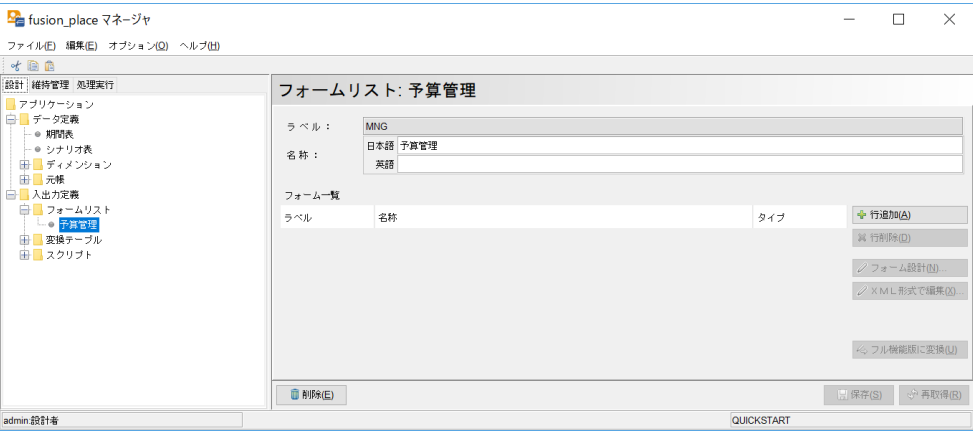 fusion_place マネージャ
ファイル(F) 編集(E) オプション(O) ヘルプ(H)
設計 維持管理 処理実行
アプリケーション
データ定義
期間表
シナリオ表
ディメンション
元帳
入出力定義
フォームリスト
予算管理
変換テーブル
スクリプト
フォームリスト: 予算管理
ラベル： MNG
名称： 日本語 予算管理
英語
フォーム一覧
ラベル 名称 タイプ
行追加(A)
行削除(D)
フォーム設計(N)...
XML形式で編集(X)...
フル機能版に変換(U)
削除(E) 保存(S) 再取得(R)
admin:設計者 QUICKSTART